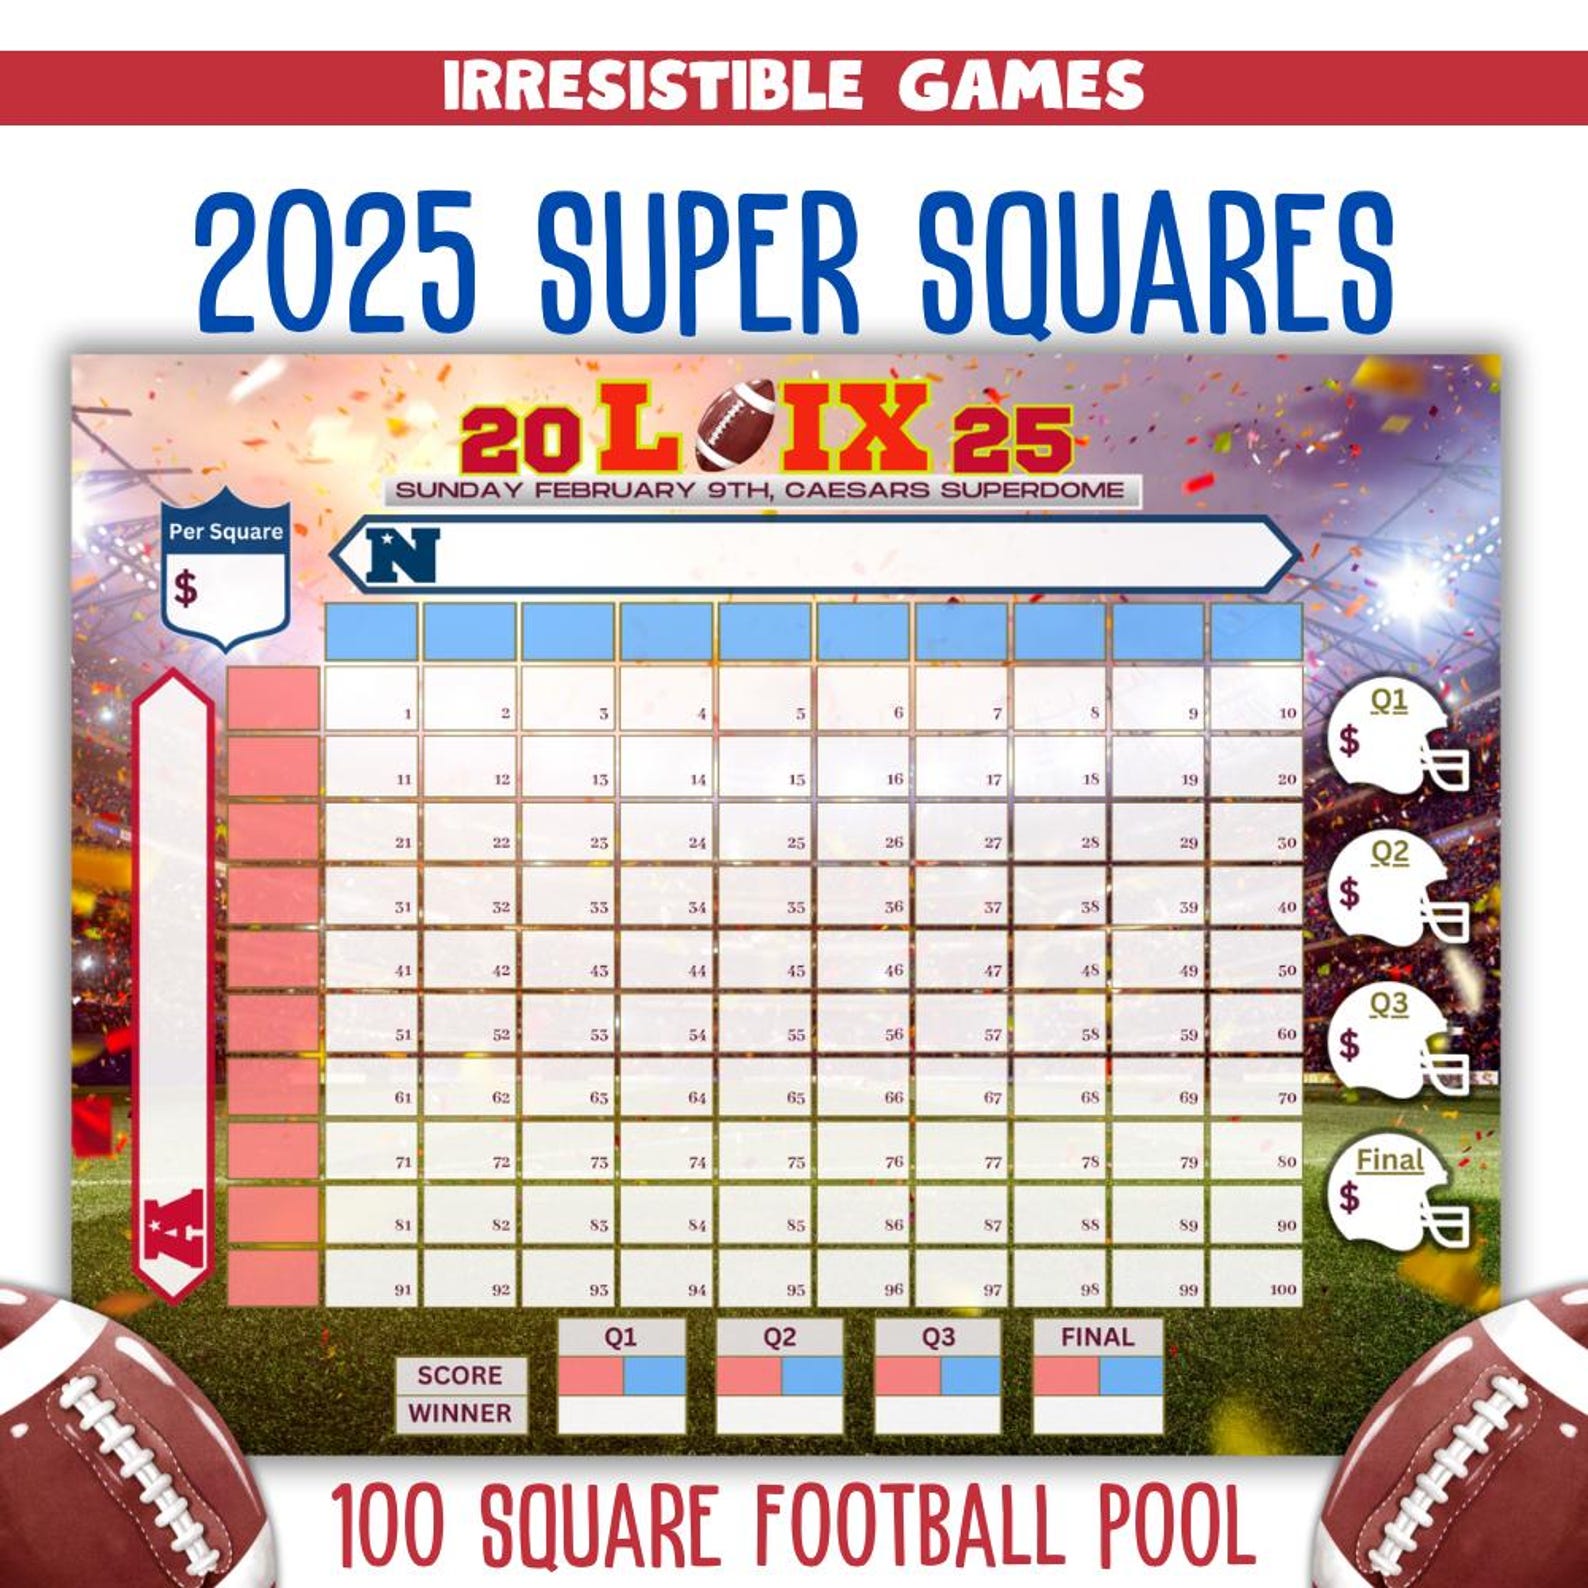 IRRESISTIBLE GAMES
2025 SUPER SQUARES
20 L IX 25
SUNDAY FEBRUARY 9TH, CAESARS SUPERDOME
Per Square
$
N
1 2 3 4 5 6 7 8 9 10
11 12 13 14 15 16 17 18 19 20
21 22 23 24 25 26 27 28 29 30
31 32 33 34 35 36 37 38 39 40
41 42 43 44 45 46 47 48 49 50
51 52 53 54 55 56 57 58 59 60
61 62 63 64 65 66 67 68 69 70
71 72 73 74 75 76 77 78 79 80
81 82 83 84 85 86 87 88 89 90
91 92 93 94 95 96 97 98 99 100
A
Q1
$
Q2
$
Q3
$
Final
$
Q1 Q2 Q3 FINAL
SCORE
WINNER
100 SQUARE FOOTBALL POOL